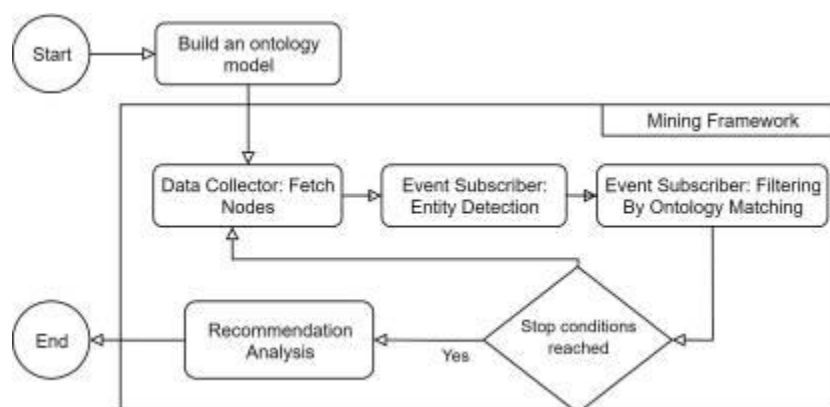 Start
Build an ontology
model
Mining Framework
Data Collector: Fetch
Nodes
Event Subscriber:
Entity Detection
Event Subscriber: Filtering
By Ontology Matching
Stop conditions
reached
Yes
Recommendation
Analysis
End